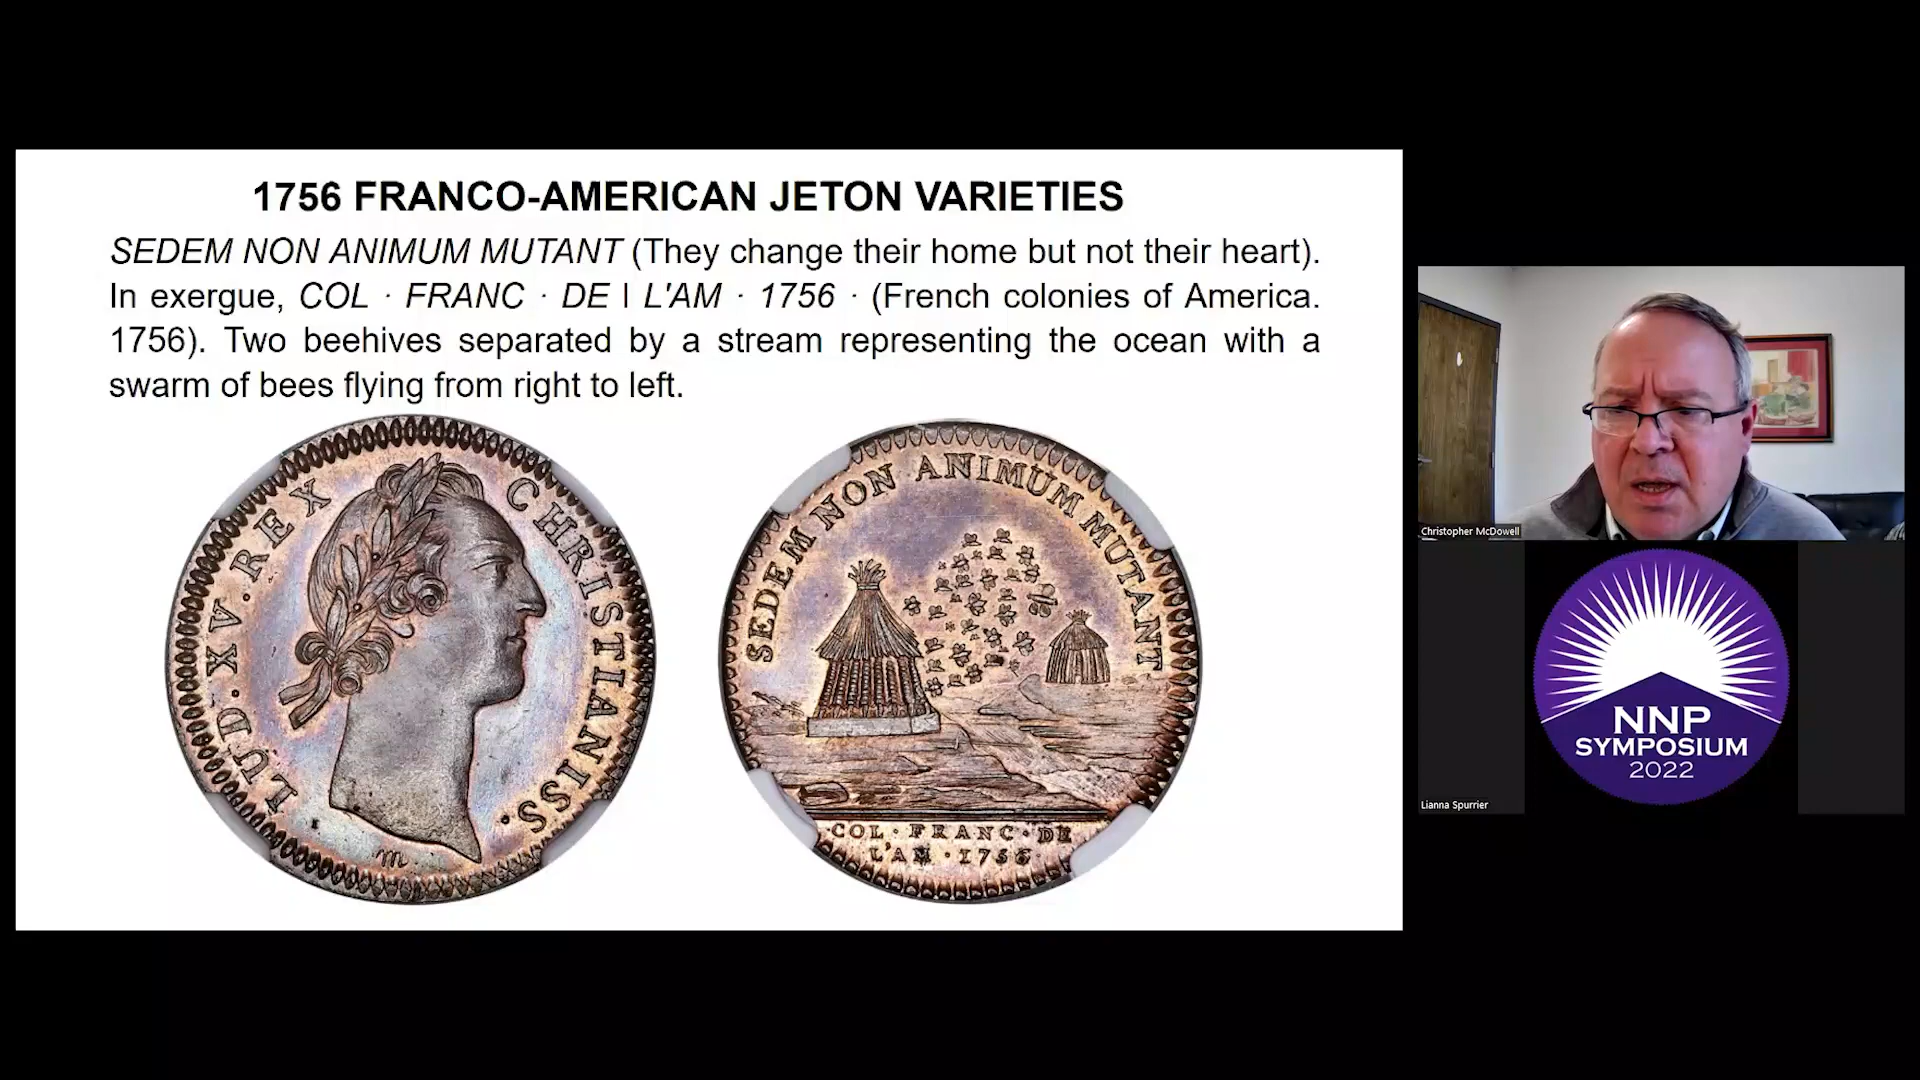 1756 FRANCO-AMERICAN JETON VARIETIES
SEDEM NON ANIMUM MUTANT (They change their home but not their heart).
In exergue, COL · FRANC · DE | L'AM · 1756 · (French colonies of America.
1756). Two beehives separated by a stream representing the ocean with a
swarm of bees flying from right to left.
LUD·XV·REX CHRISTIANISS·
m
SEDEM NON ANIMUM MUTANT
COL·FRANC·DE
L'AM·1756·
Christopher McDowell
NNP
SYMPOSIUM
2022
Lianna Spurrier